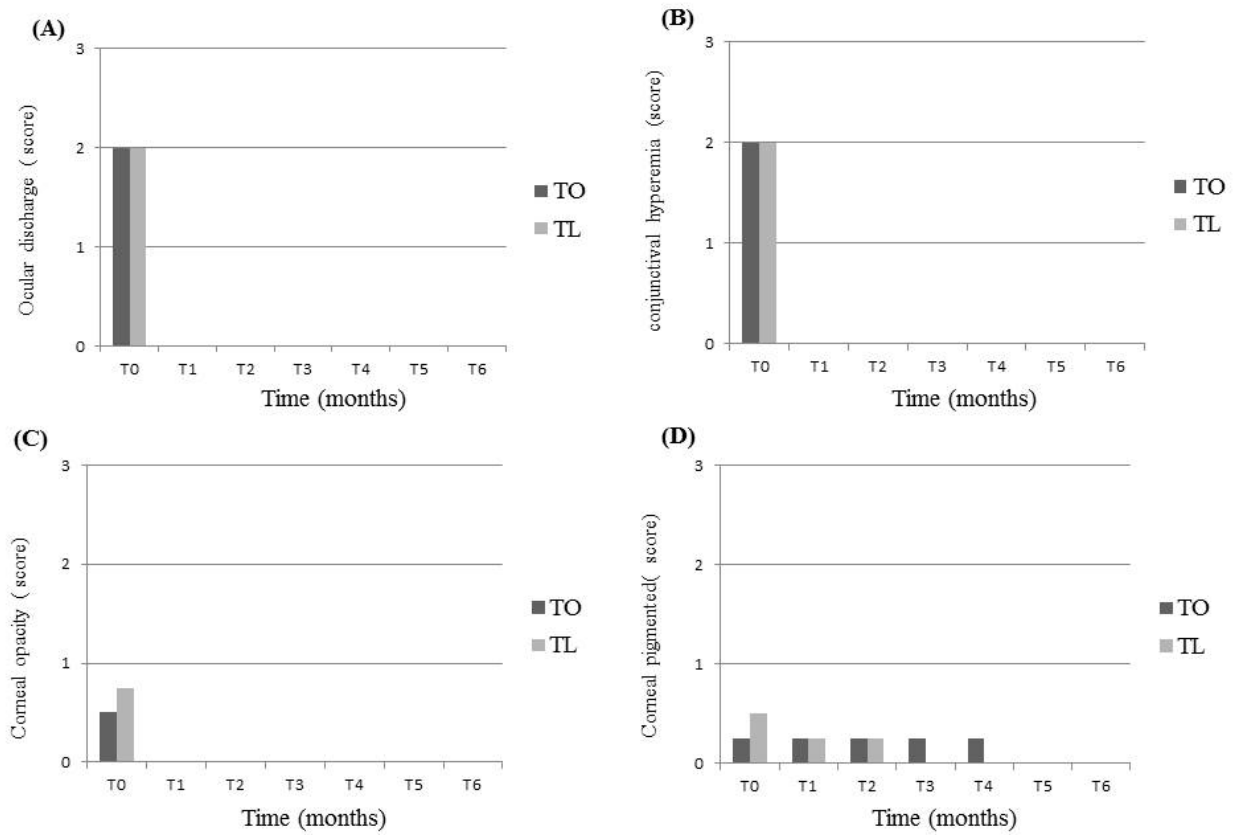 (A)
Ocular discharge ( score)
3
2
1
0
T0 T1 T2 T3 T4 T5 T6
Time (months)
TO
TL
(B)
conjunctival hyperemia (score)
3
2
1
0
T0 T1 T2 T3 T4 T5 T6
Time (months)
TO
TL
(C)
Corneal opacity ( score)
3
2
1
0
T0 T1 T2 T3 T4 T5 T6
Time (months)
TO
TL
(D)
Corneal pigmented( score)
3
2
1
0
T0 T1 T2 T3 T4 T5 T6
Time (months)
TO
TL